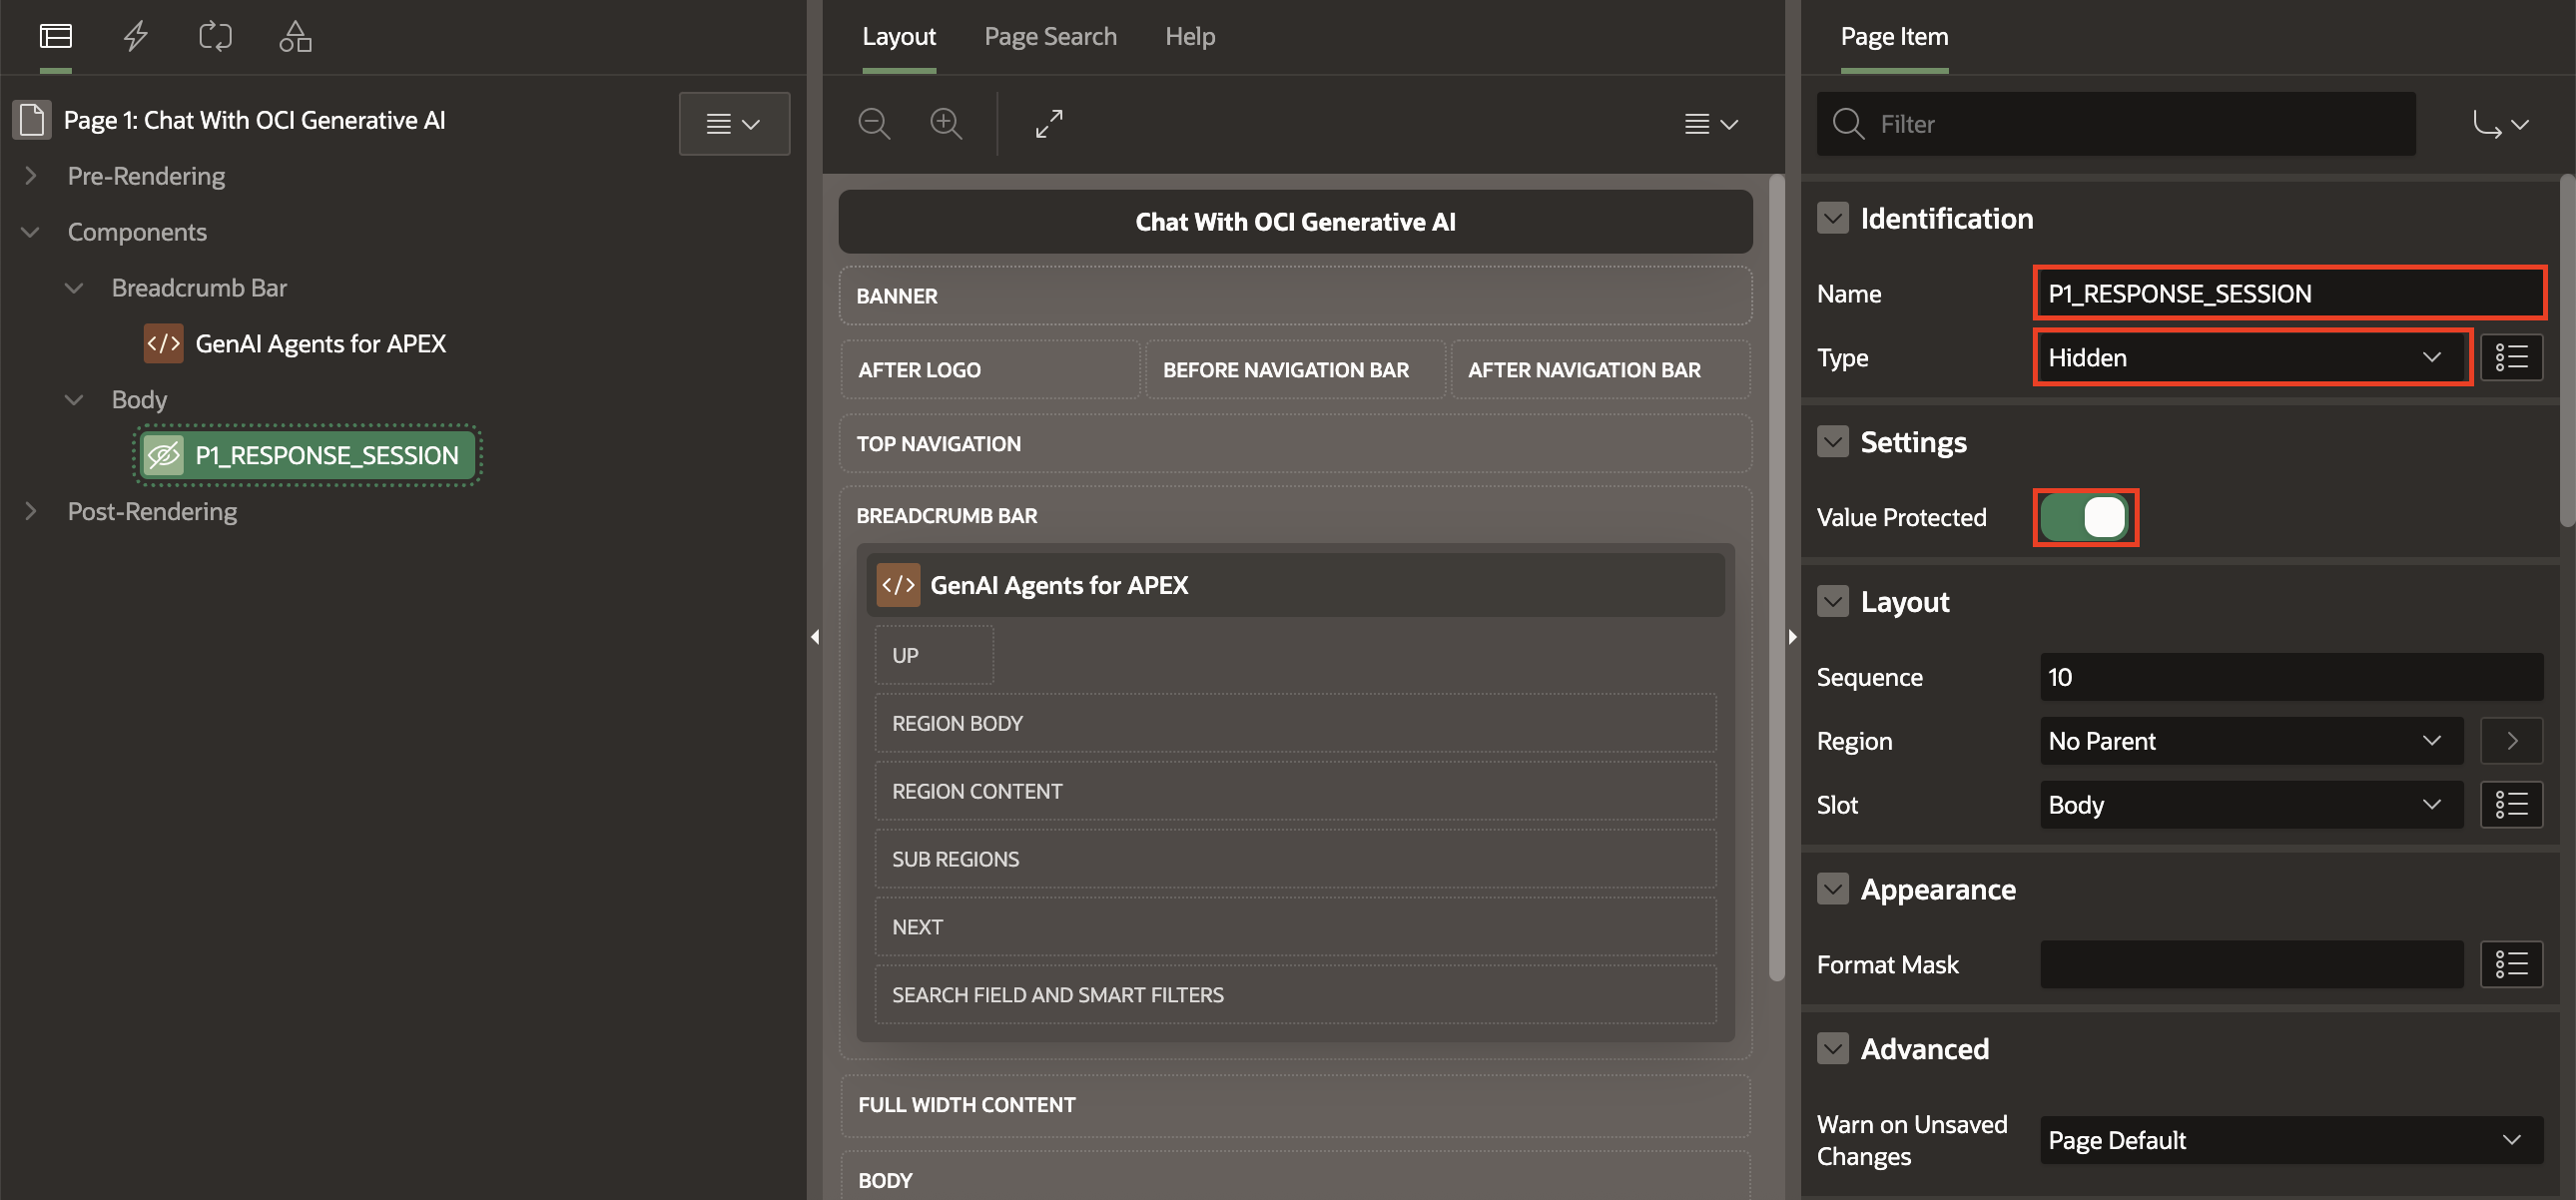 Page 1: Chat With OCI Generative AI
Pre-Rendering
Components
Breadcrumb Bar
GenAI Agents for APEX
Body
P1_RESPONSE_SESSION
Post-Rendering
Layout
Page Search
Help
Chat With OCI Generative AI
BANNER
AFTER LOGO
BEFORE NAVIGATION BAR
AFTER NAVIGATION BAR
TOP NAVIGATION
BREADCRUMB BAR
GenAI Agents for APEX
UP
REGION BODY
REGION CONTENT
SUB REGIONS
NEXT
SEARCH FIELD AND SMART FILTERS
FULL WIDTH CONTENT
BODY
Page Item
Filter
Identification
Name
P1_RESPONSE_SESSION
Type
Hidden
Settings
Value Protected
Layout
Sequence
10
Region
No Parent
Slot
Body
Appearance
Format Mask
Advanced
Warn on Unsaved
Changes
Page Default